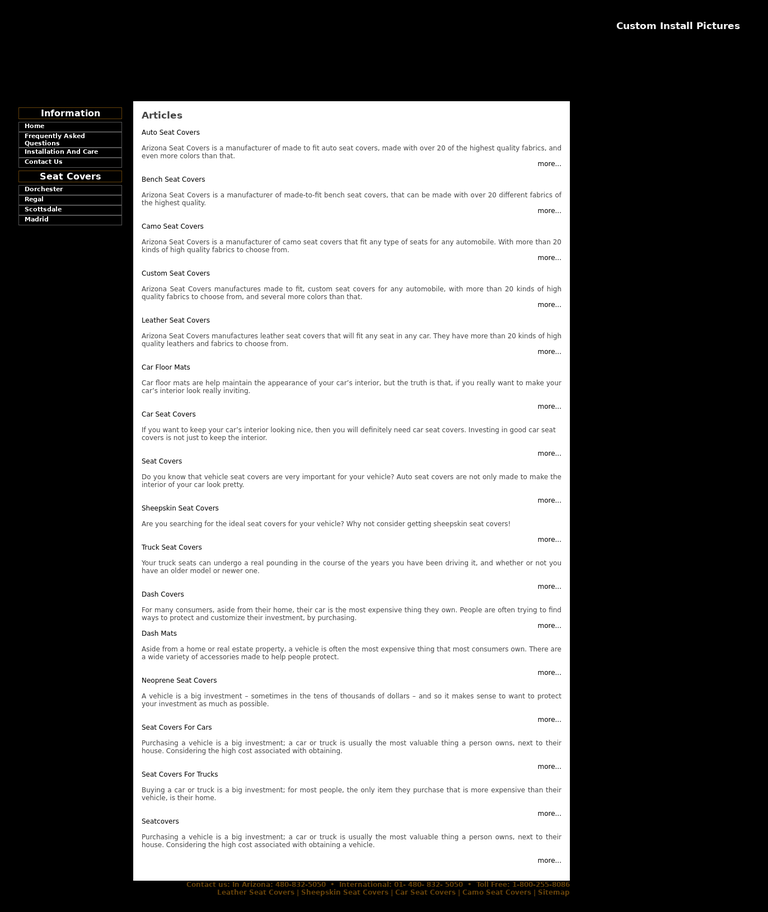 Custom Install Pictures
Information
Home
Frequently Asked
Questions
Installation And Care
Contact Us
Seat Covers
Dorchester
Regal
Scottsdale
Madrid
Articles
Auto Seat Covers
Arizona Seat Covers is a manufacturer of made to fit auto seat covers, made with over 20 of the highest quality fabrics, and
even more colors than that.
more...
Bench Seat Covers
Arizona Seat Covers is a manufacturer of made-to-fit bench seat covers, that can be made with over 20 different fabrics of
the highest quality.
more...
Camo Seat Covers
Arizona Seat Covers is a manufacturer of camo seat covers that fit any type of seats for any automobile. With more than 20
kinds of high quality fabrics to choose from.
more...
Custom Seat Covers
Arizona Seat Covers manufactures made to fit, custom seat covers for any automobile, with more than 20 kinds of high
quality fabrics to choose from, and several more colors than that.
more...
Leather Seat Covers
Arizona Seat Covers manufactures leather seat covers that will fit any seat in any car. They have more than 20 kinds of high
quality leathers and fabrics to choose from.
more...
Car Floor Mats
Car floor mats are help maintain the appearance of your car’s interior, but the truth is that, if you really want to make your
car’s interior look really inviting.
more...
Car Seat Covers
If you want to keep your car’s interior looking nice, then you will definitely need car seat covers. Investing in good car seat
covers is not just to keep the interior.
more...
Seat Covers
Do you know that vehicle seat covers are very important for your vehicle? Auto seat covers are not only made to make the
interior of your car look pretty.
more...
Sheepskin Seat Covers
Are you searching for the ideal seat covers for your vehicle? Why not consider getting sheepskin seat covers!
more...
Truck Seat Covers
Your truck seats can undergo a real pounding in the course of the years you have been driving it, and whether or not you
have an older model or newer one.
more...
Dash Covers
For many consumers, aside from their home, their car is the most expensive thing they own. People are often trying to find
ways to protect and customize their investment, by purchasing.
more...
Dash Mats
Aside from a home or real estate property, a vehicle is often the most expensive thing that most consumers own. There are
a wide variety of accessories made to help people protect.
more...
Neoprene Seat Covers
A vehicle is a big investment – sometimes in the tens of thousands of dollars – and so it makes sense to want to protect
your investment as much as possible.
more...
Seat Covers For Cars
Purchasing a vehicle is a big investment; a car or truck is usually the most valuable thing a person owns, next to their
house. Considering the high cost associated with obtaining.
more...
Seat Covers For Trucks
Buying a car or truck is a big investment; for most people, the only item they purchase that is more expensive than their
vehicle, is their home.
more...
Seatcovers
Purchasing a vehicle is a big investment; a car or truck is usually the most valuable thing a person owns, next to their
house. Considering the high cost associated with obtaining a vehicle.
more...
Contact us: In Arizona: 480-832-5050 • International: 01- 480- 832- 5050 • Toll Free: 1-800-255-8086
Leather Seat Covers | Sheepskin Seat Covers | Car Seat Covers | Camo Seat Covers | Sitemap